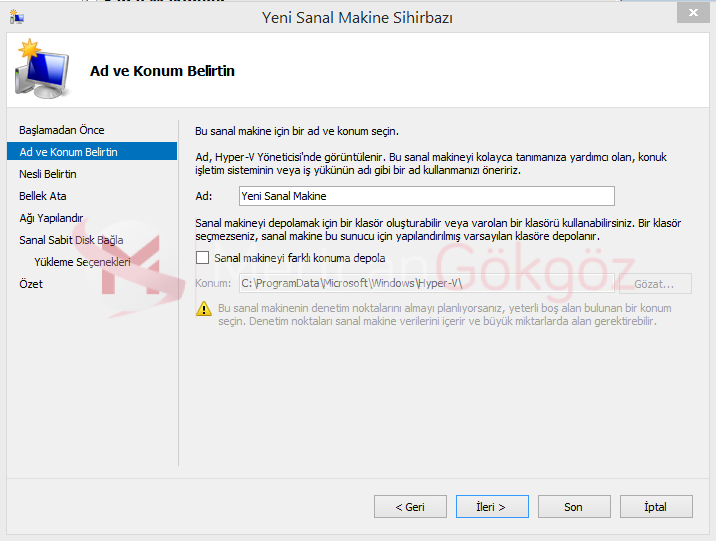 Yeni Sanal Makine Sihirbazı
Ad ve Konum Belirtin
Başlamadan Önce
Ad ve Konum Belirtin
Nesli Belirtin
Bellek Ata
Ağı Yapılandır
Sanal Sabit Disk Bağla
Yükleme Seçenekleri
Özet
Bu sanal makine için bir ad ve konum seçin.
Ad, Hyper-V Yöneticisi'nde görüntülenir. Bu sanal makineyi kolayca tanımanıza yardımcı olan, konuk
işletim sisteminin veya iş yükünün adı gibi bir ad kullanmanızı öneririz.
Ad: Yeni Sanal Makine
Sanal makineyi depolamak için bir klasör oluşturabilir veya varolan bir klasörü kullanabilirsiniz. Bir klasör
seçmezseniz, sanal makine bu sunucu için yapılandırılmış varsayılan klasöre depolanır.
Sanal makineyi farklı konuma depola
Konum: C:\ProgramData\Microsoft\Windows\Hyper-V\ Gözat...
Bu sanal makinenin denetim noktalarını almayı planlıyorsanız, yeterli boş alan bulunan bir konum
seçin. Denetim noktaları sanal makine verilerini içerir ve büyük miktarlarda alan gerektirebilir.
< Geri İleri > Son İptal
Gökgöz